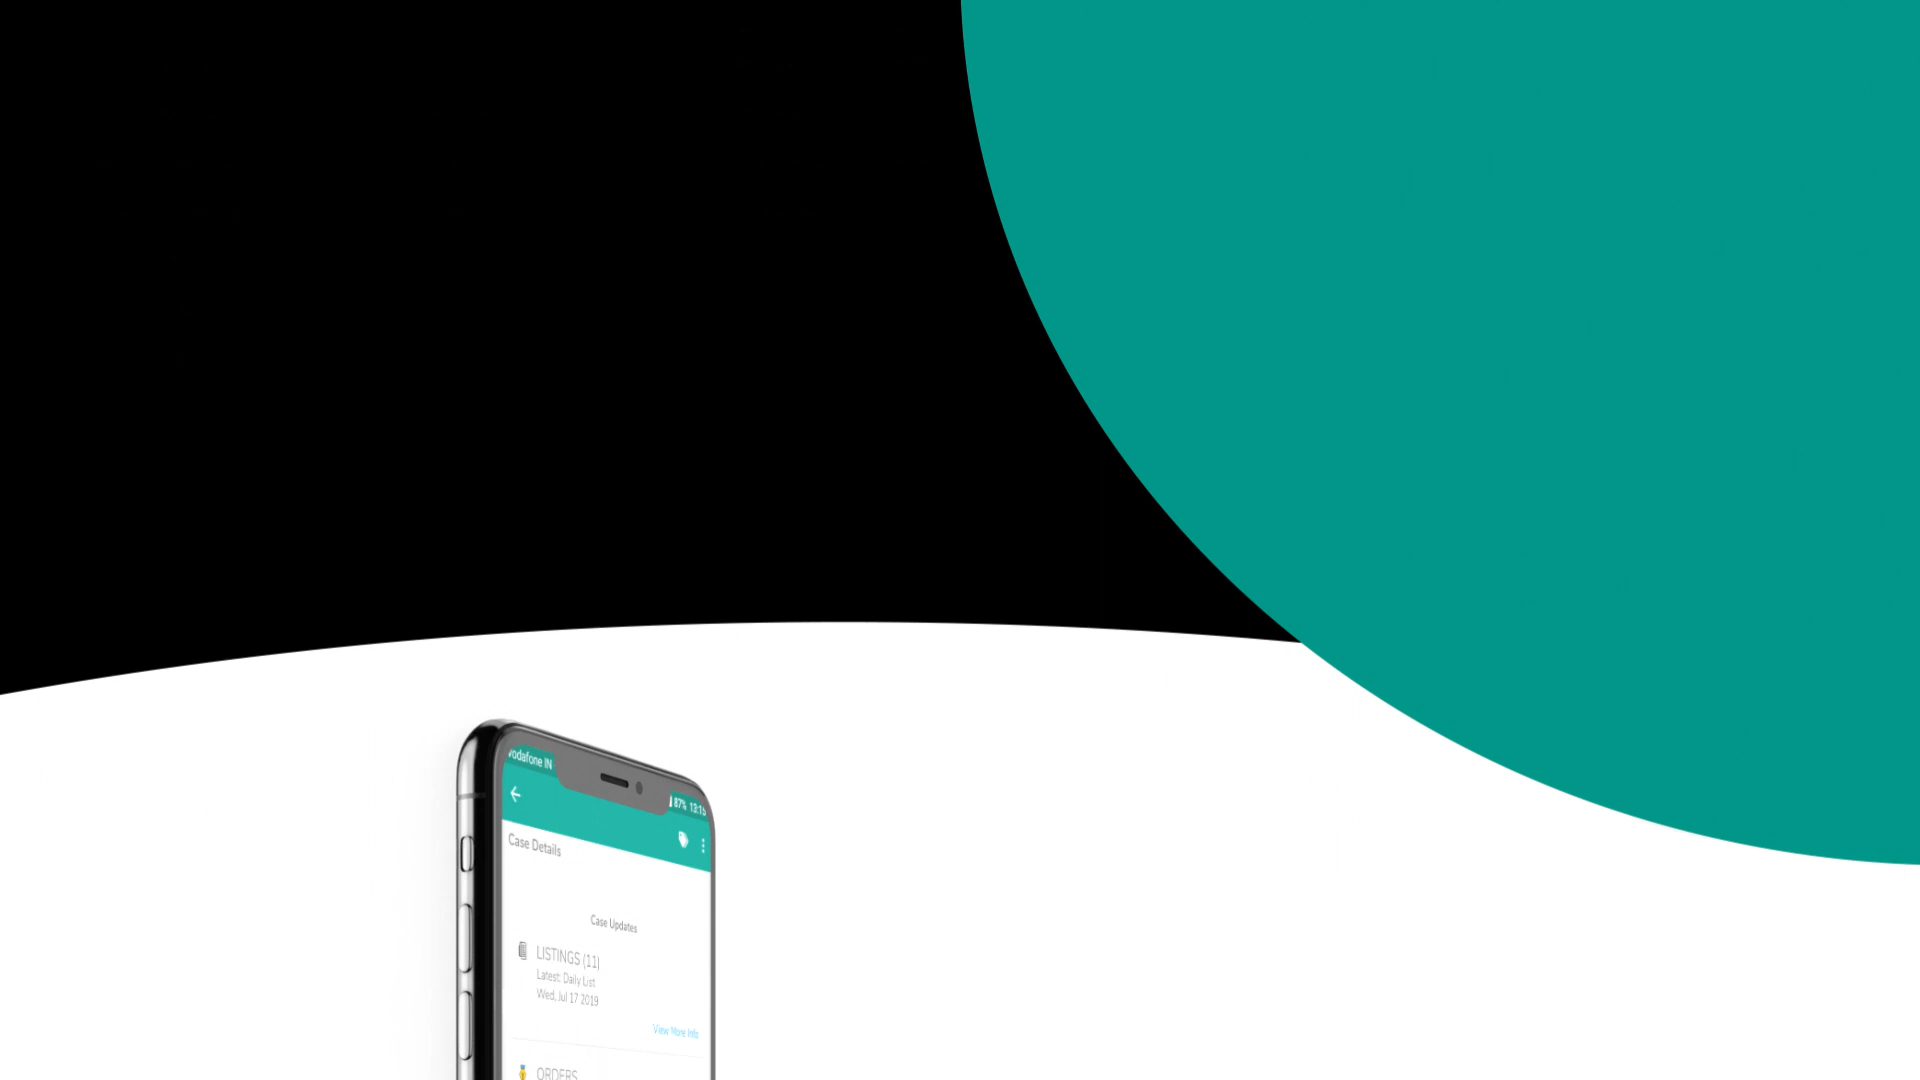 vodafone IN
87% 13:15
Case Details
Case Updates
LISTINGS (11)
Latest: Daily List
Wed, Jul 17 2019
View More Info
ORDERS